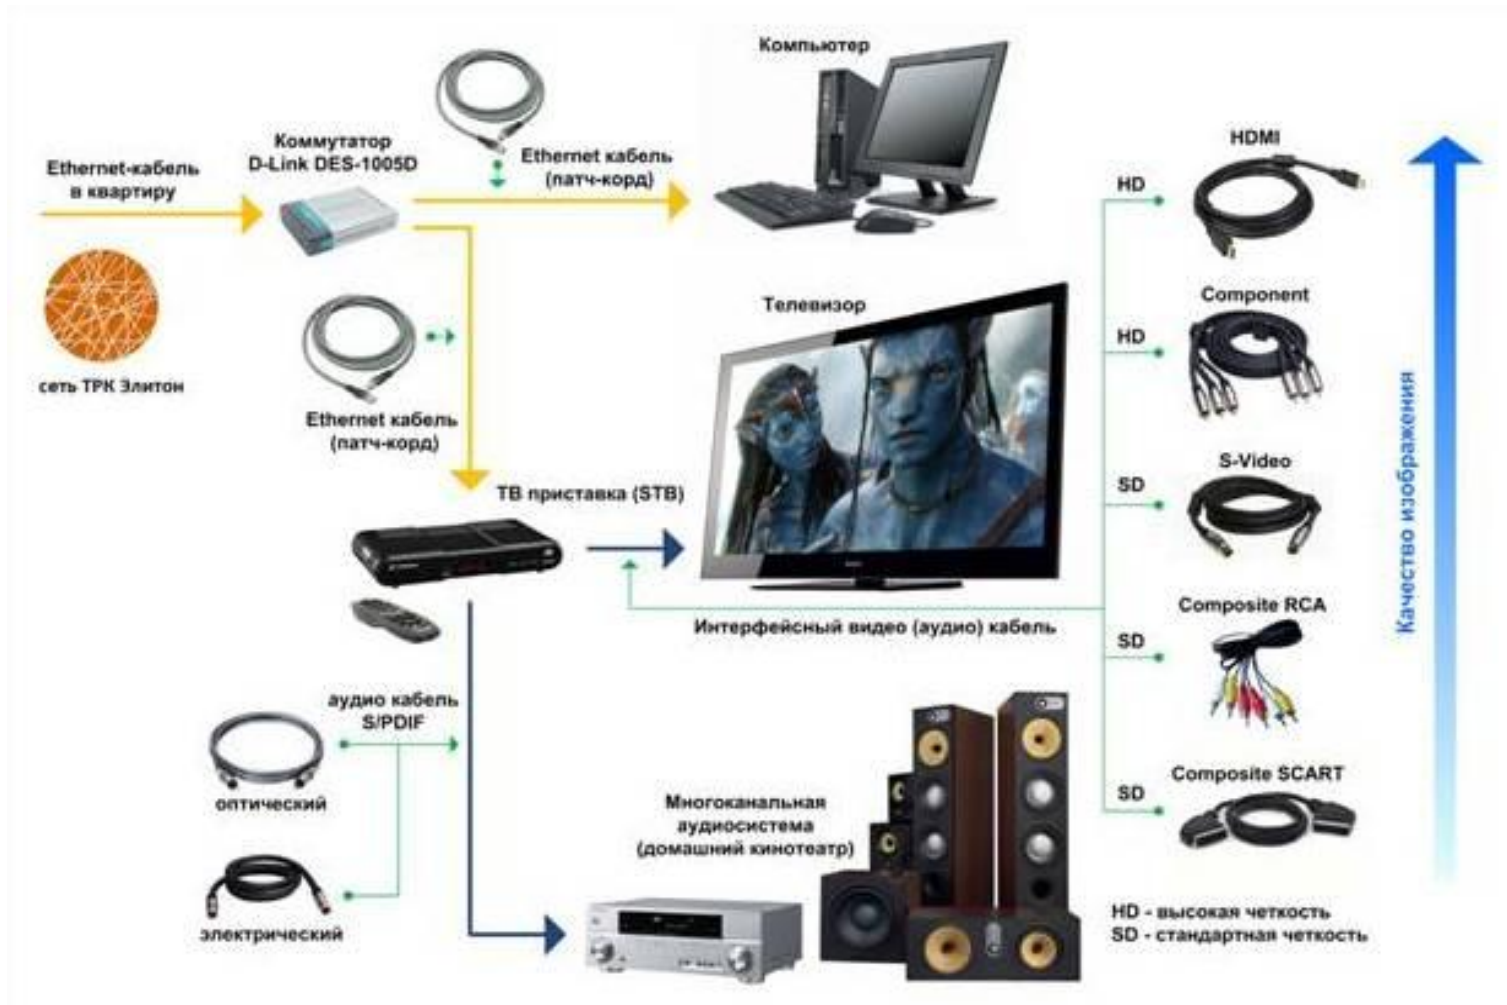 Компьютер
Коммутатор
D-Link DES-1005D
Ethernet-кабель
в квартиру
Ethernet кабель
(патч-корд)
сеть ТРК Элитон
Ethernet кабель
(патч-корд)
Телевизор
ТВ приставка (STB)
Интерфейсный видео (аудио) кабель
аудио кабель
S/PDIF
оптический
электрический
Многоканальная
аудиосистема
(домашний кинотеатр)
HDMI
HD
Component
HD
S-Video
SD
Composite RCA
SD
Composite SCART
SD
Качество изображения
HD - высокая четкость
SD - стандартная четкость